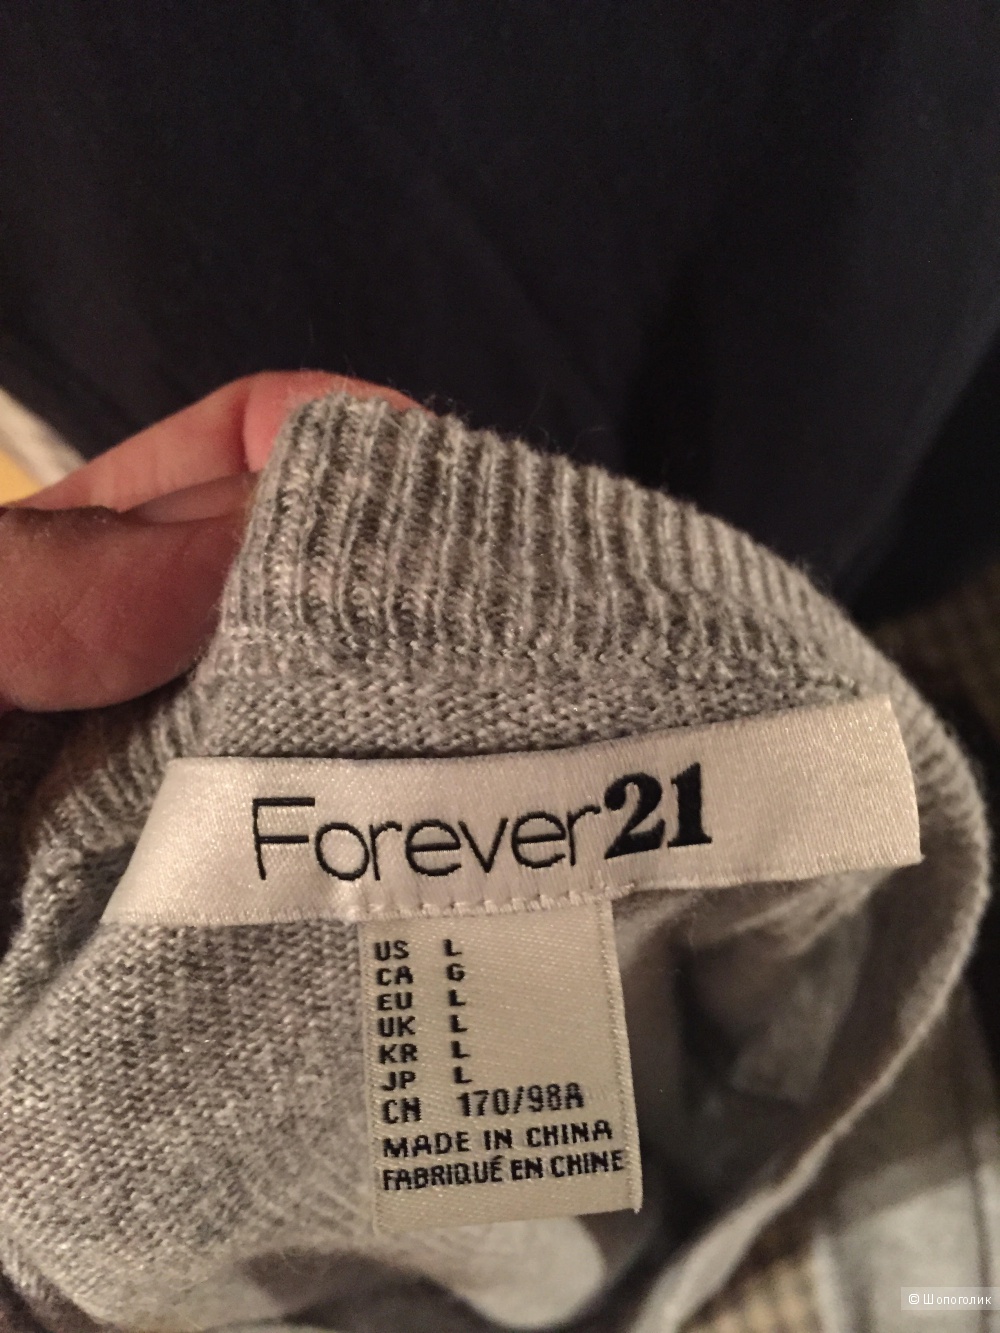 Forever21
US L
CA G
EU L
UK L
KR L
JP L
CN 170/98A
MADE IN CHINA
FABRIQUÉ EN CHINE
© Шопоголик